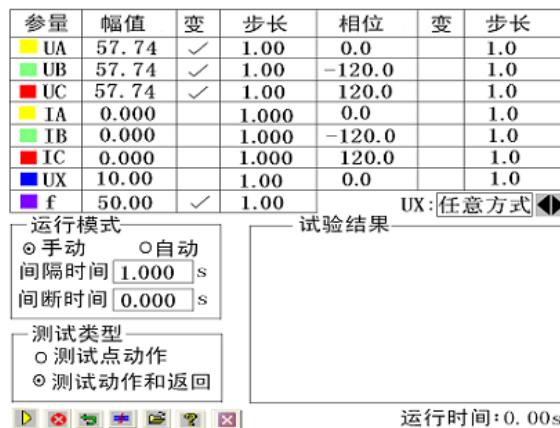 参量 幅值 变 步长 相位 变 步长
UA 57.74 ✓ 1.00 0.0 1.0
UB 57.74 ✓ 1.00 -120.0 1.0
UC 57.74 ✓ 1.00 120.0 1.0
IA 0.000 1.000 0.0 1.0
IB 0.000 1.000 -120.0 1.0
IC 0.000 1.000 120.0 1.0
UX 10.00 1.00 0.0 1.0
f 50.00 ✓ 1.00 UX:任意方式
运行模式
手动 自动
间隔时间 1.000 s
间断时间 0.000 s
测试类型
测试点动作
测试动作和返回
试验结果
运行时间:0.00s